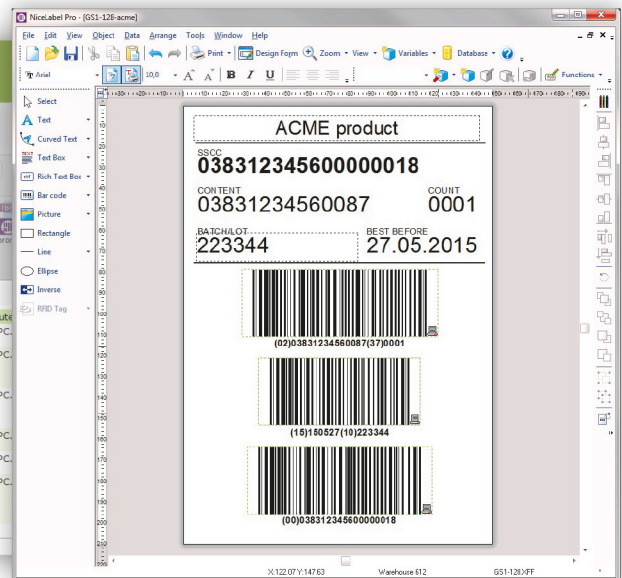 NiceLabel Pro - [GS1-128-acme]
File Edit View Object Data Arrange Tools Window Help
Print Design Form Zoom View Variables Database
Arial 10,0 B I U Functions
Select
Text
Curved Text
Text Box
Rich Text Box
Bar code
Picture
Rectangle
Line
Ellipse
Inverse
RFID Tag
ACME product
SSCC
038312345600000018
CONTENT COUNT
03831234560087 0001
BATCH/LOT BEST BEFORE
223344 27.05.2015
(02)03831234560087(37)0001
(15)150527(10)223344
(00)038312345600000018
X:122.07 Y:147.63 Warehouse 612 GS1-128.XFF